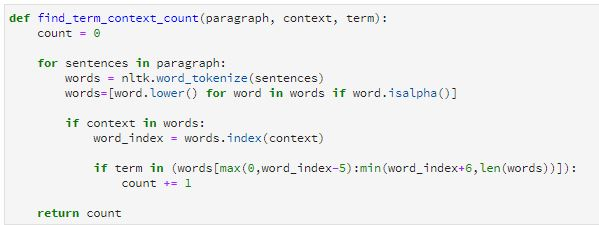 def find_term_context_count(paragraph, context, term):
    count = 0
    for sentences in paragraph:
        words = nltk.word_tokenize(sentences)
        words=[word.lower() for word in words if word.isalpha()]
        if context in words:
            word_index = words.index(context)
            if term in (words[max(0,word_index-5):min(word_index+6,len(words))]):
                count += 1
    return count